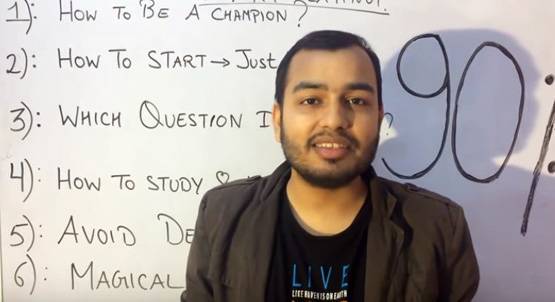 1): HOW TO BE A CHAMPION?
2): HOW TO START → JUST
3): WHICH QUESTION I ?
4): HOW TO STUDY
5): AVOID DE
6): MAGICAL
90%
LIVE